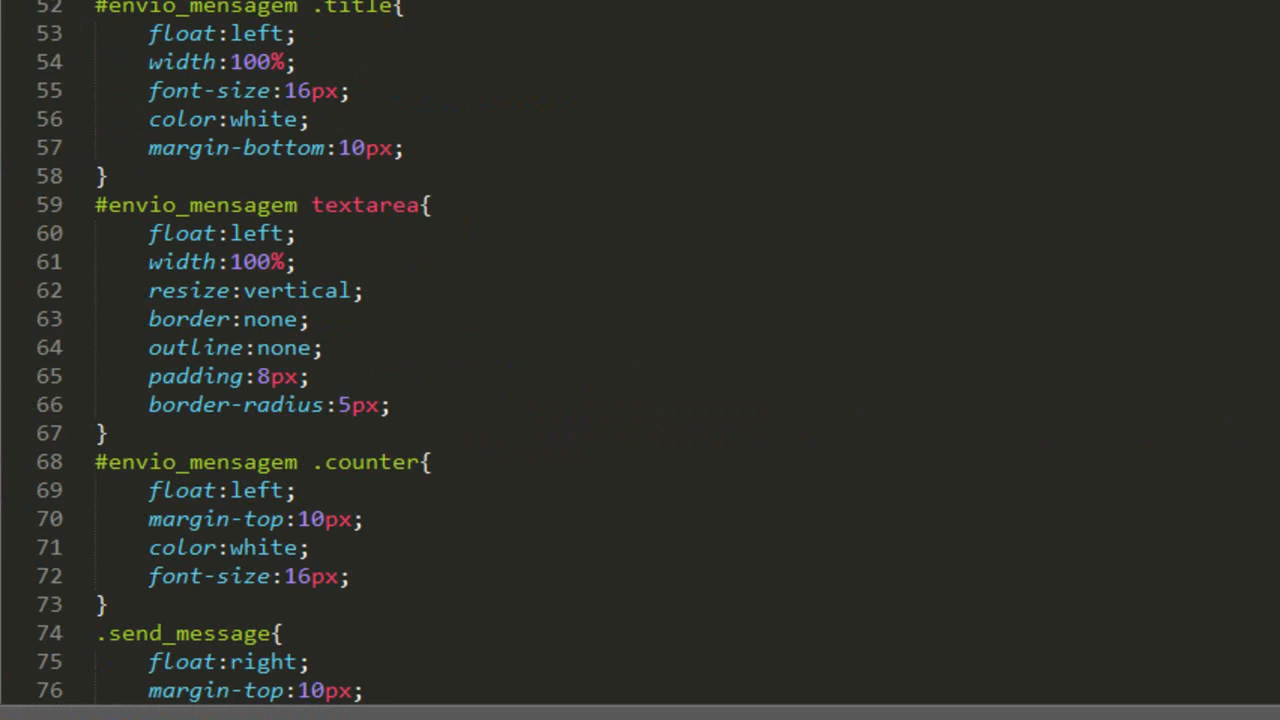 52 #envio_mensagem .title{
53 float:left;
54 width:100%;
55 font-size:16px;
56 color:white;
57 margin-bottom:10px;
58 }
59 #envio_mensagem textarea{
60 float:left;
61 width:100%;
62 resize:vertical;
63 border:none;
64 outline:none;
65 padding:8px;
66 border-radius:5px;
67 }
68 #envio_mensagem .counter{
69 float:left;
70 margin-top:10px;
71 color:white;
72 font-size:16px;
73 }
74 .send_message{
75 float:right;
76 margin-top:10px;